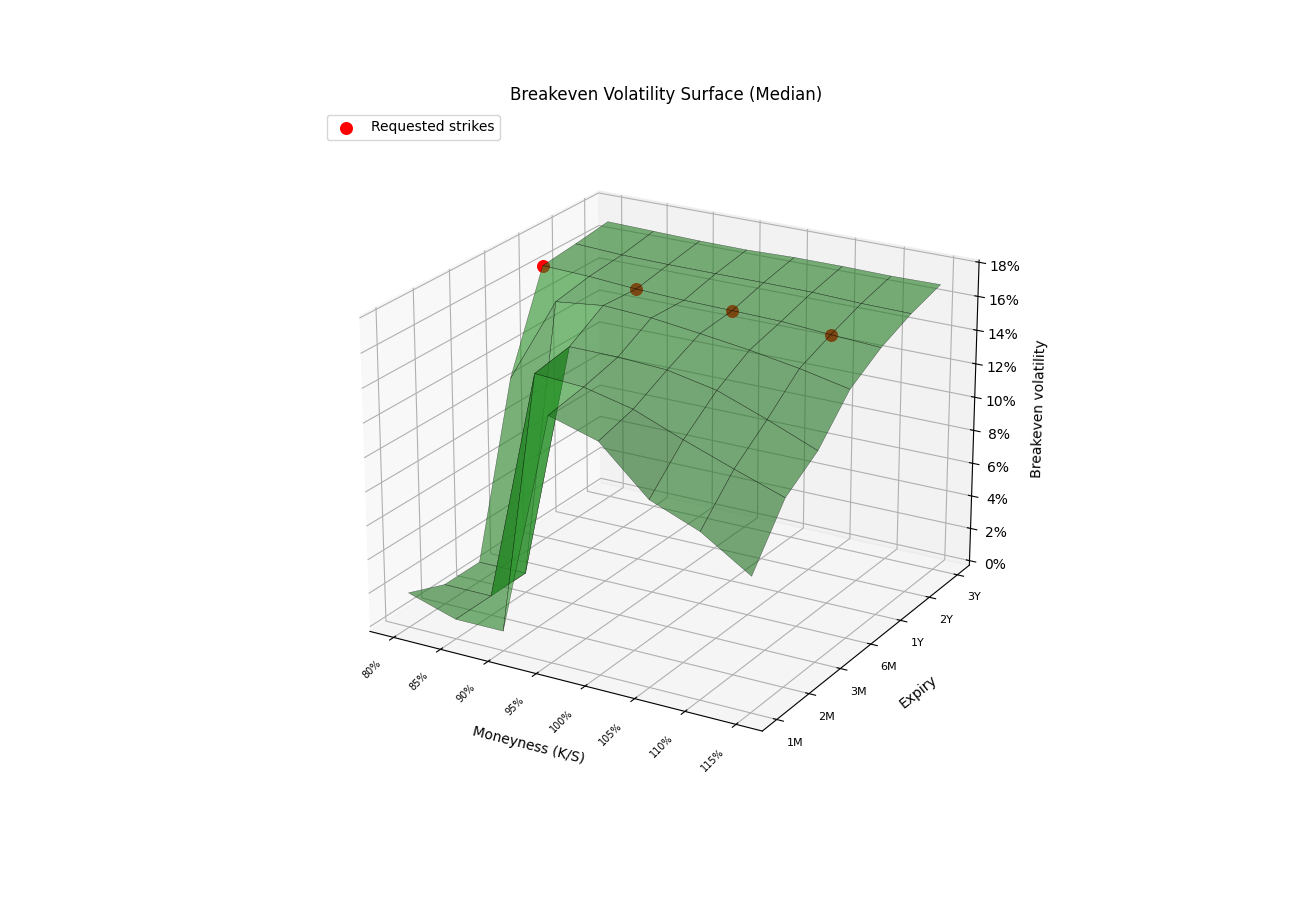 Breakeven Volatility Surface (Median)
Requested strikes
18%
16%
14%
12%
10%
8%
6%
4%
2%
0%
Breakeven volatility
3Y
2Y
1Y
6M
3M
2M
1M
Expiry
80%
85%
90%
95%
100%
105%
110%
115%
Moneyness (K/S)